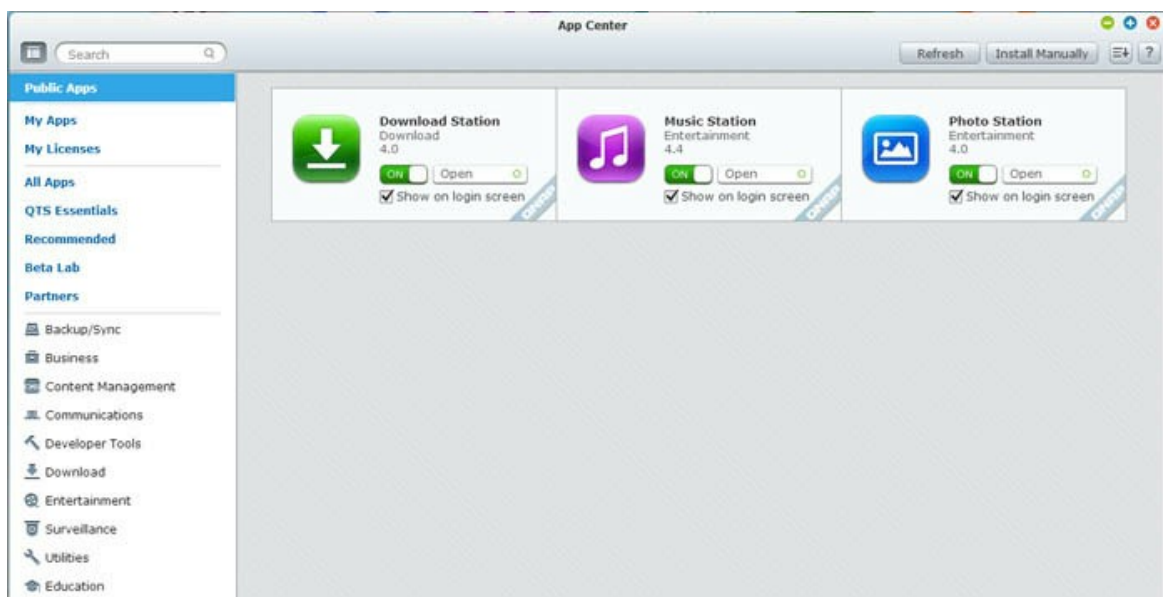 App Center
Search
Refresh
Install Manually
?
Public Apps
My Apps
My Licenses
All Apps
QTS Essentials
Recommended
Beta Lab
Partners
Backup/Sync
Business
Content Management
Communications
Developer Tools
Download
Entertainment
Surveillance
Utilities
Education
Download Station
Download
4.0
ON Open
Show on login screen
QNAP
Music Station
Entertainment
4.4
ON Open
Show on login screen
QNAP
Photo Station
Entertainment
4.0
ON Open
Show on login screen
QNAP